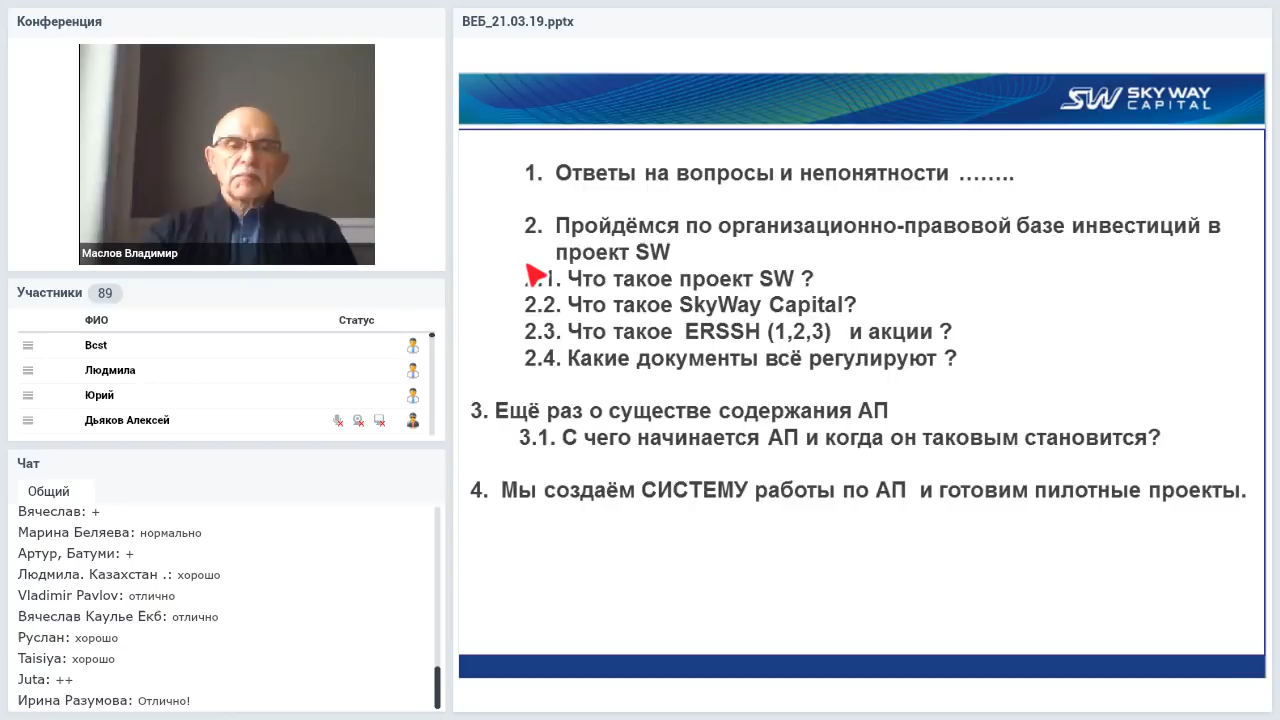 Конференция
Маслов Владимир
Участники 89
ФИО Статус
Bcst
Людмила
Юрий
Дьяков Алексей
Чат
Общий
Вячеслав: +
Марина Беляева: нормально
Артур, Батуми: +
Людмила. Казахстан .: хорошо
Vladimir Pavlov: отлично
Вячеслав Каулье Екб: отлично
Руслан: хорошо
Taisiya: хорошо
Juta: ++
Ирина Разумова: Отлично!
ВЕБ_21.03.19.pptx
SW SKY WAY
CAPITAL
1. Ответы на вопросы и непонятности ........
2. Пройдёмся по организационно-правовой базе инвестиций в
проект SW
.1. Что такое проект SW ?
2.2. Что такое SkyWay Capital?
2.3. Что такое ERSSH (1,2,3) и акции ?
2.4. Какие документы всё регулируют ?
3. Ещё раз о существе содержания АП
3.1. С чего начинается АП и когда он таковым становится?
4. Мы создаём СИСТЕМУ работы по АП и готовим пилотные проекты.